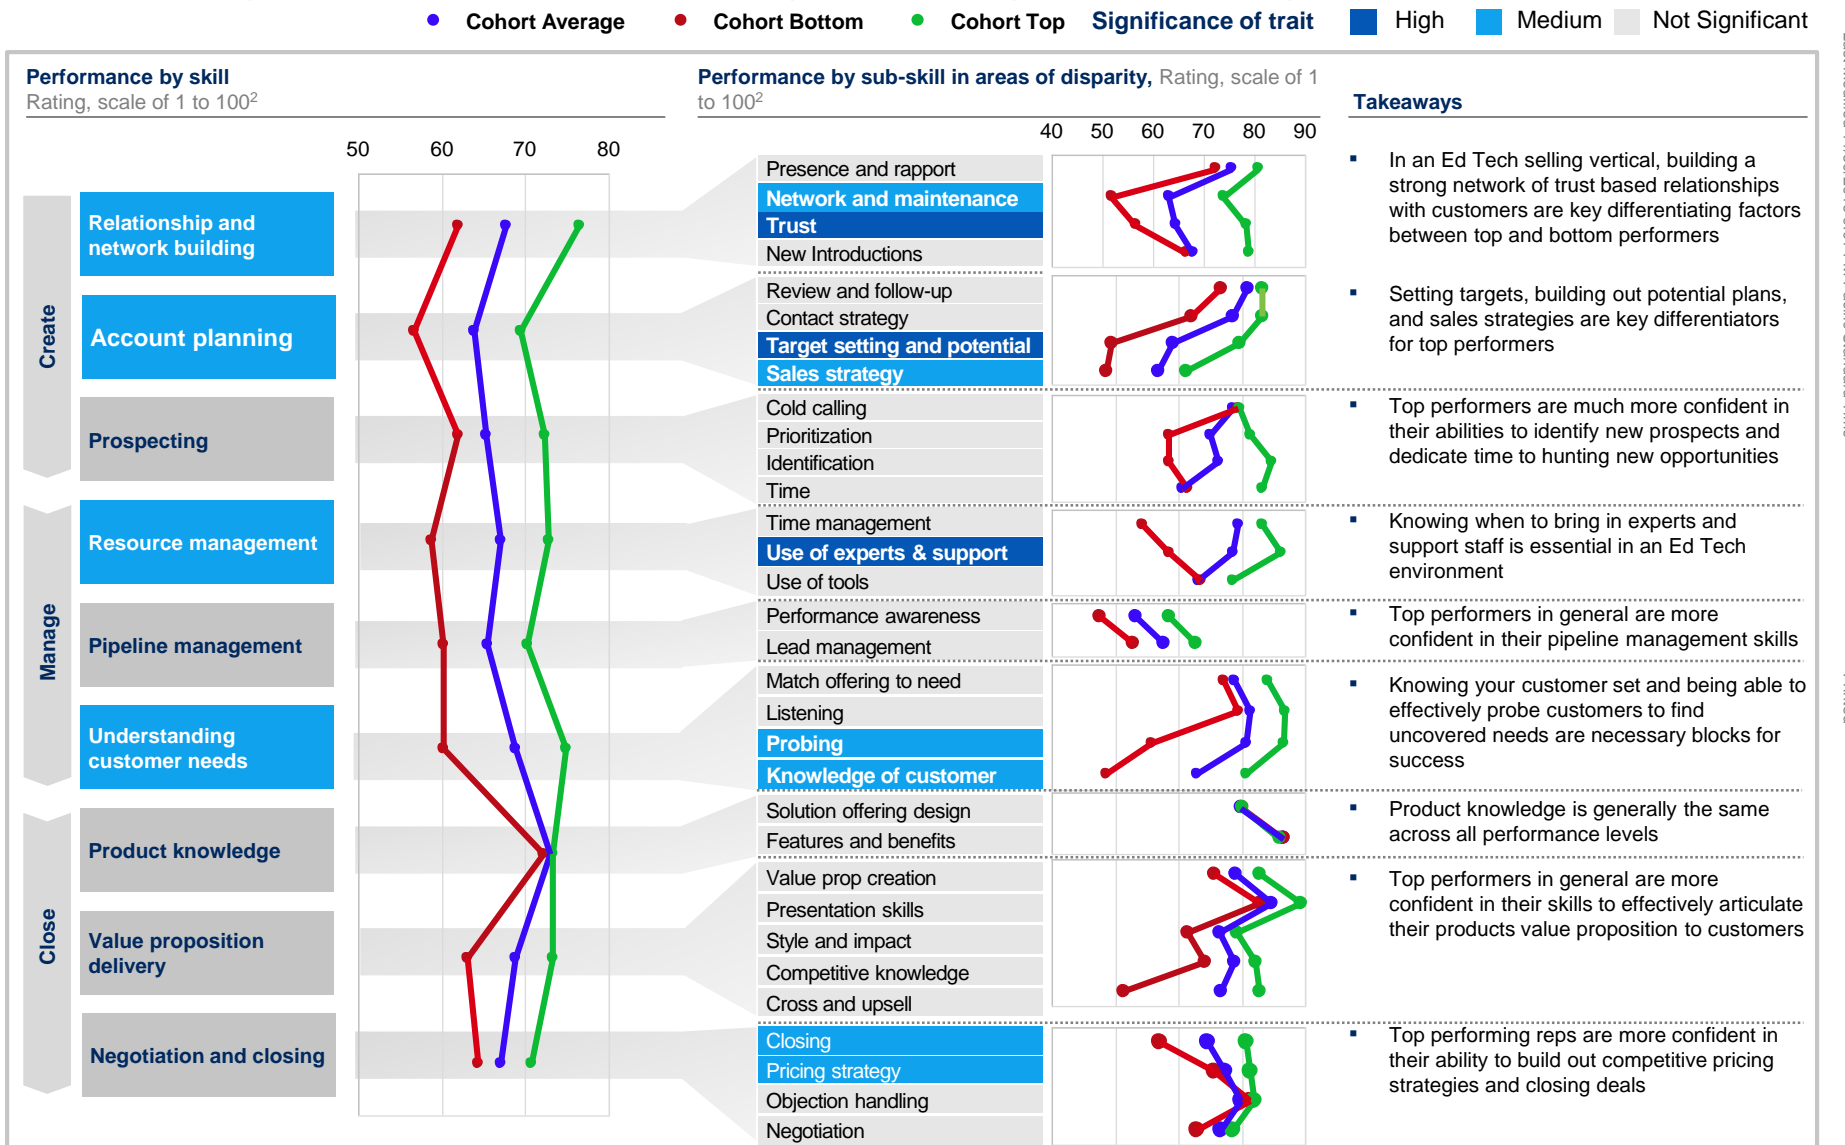 Cohort Average
Cohort Bottom
Cohort Top
Significance of trait
High
Medium
Not Significant
Performance by skill
Rating, scale of 1 to 100²
50
60
70
80
Create
Relationship and
network building
Account planning
Prospecting
Manage
Resource management
Pipeline management
Understanding
customer needs
Close
Product knowledge
Value proposition
delivery
Negotiation and closing
Performance by sub-skill in areas of disparity, Rating, scale of 1
to 100²
40
50
60
70
80
90
Presence and rapport
Network and maintenance
Trust
New Introductions
Review and follow-up
Contact strategy
Target setting and potential
Sales strategy
Cold calling
Prioritization
Identification
Time
Time management
Use of experts & support
Use of tools
Performance awareness
Lead management
Match offering to need
Listening
Probing
Knowledge of customer
Solution offering design
Features and benefits
Value prop creation
Presentation skills
Style and impact
Competitive knowledge
Cross and upsell
Closing
Pricing strategy
Objection handling
Negotiation
Takeaways
▪ In an Ed Tech selling vertical, building a
strong network of trust based relationships
with customers are key differentiating factors
between top and bottom performers
▪ Setting targets, building out potential plans,
and sales strategies are key differentiators
for top performers
▪ Top performers are much more confident in
their abilities to identify new prospects and
dedicate time to hunting new opportunities
▪ Knowing when to bring in experts and
support staff is essential in an Ed Tech
environment
▪ Top performers in general are more
confident in their pipeline management skills
▪ Knowing your customer set and being able to
effectively probe customers to find
uncovered needs are necessary blocks for
success
▪ Product knowledge is generally the same
across all performance levels
▪ Top performers in general are more
confident in their skills to effectively articulate
their products value proposition to customers
▪ Top performing reps are more confident in
their ability to build out competitive pricing
strategies and closing deals